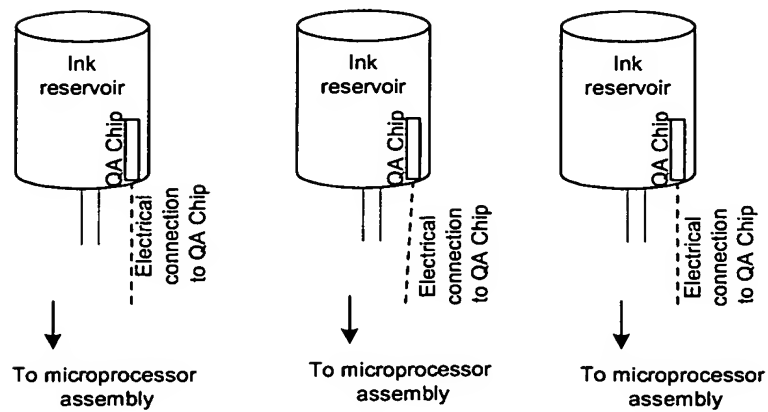 Ink
reservoir
QA Chip
Electrical
connection
to QA Chip
To microprocessor
assembly
Ink
reservoir
QA Chip
Electrical
connection
to QA Chip
To microprocessor
assembly
Ink
reservoir
QA Chip
Electrical
connection
to QA Chip
To microprocessor
assembly